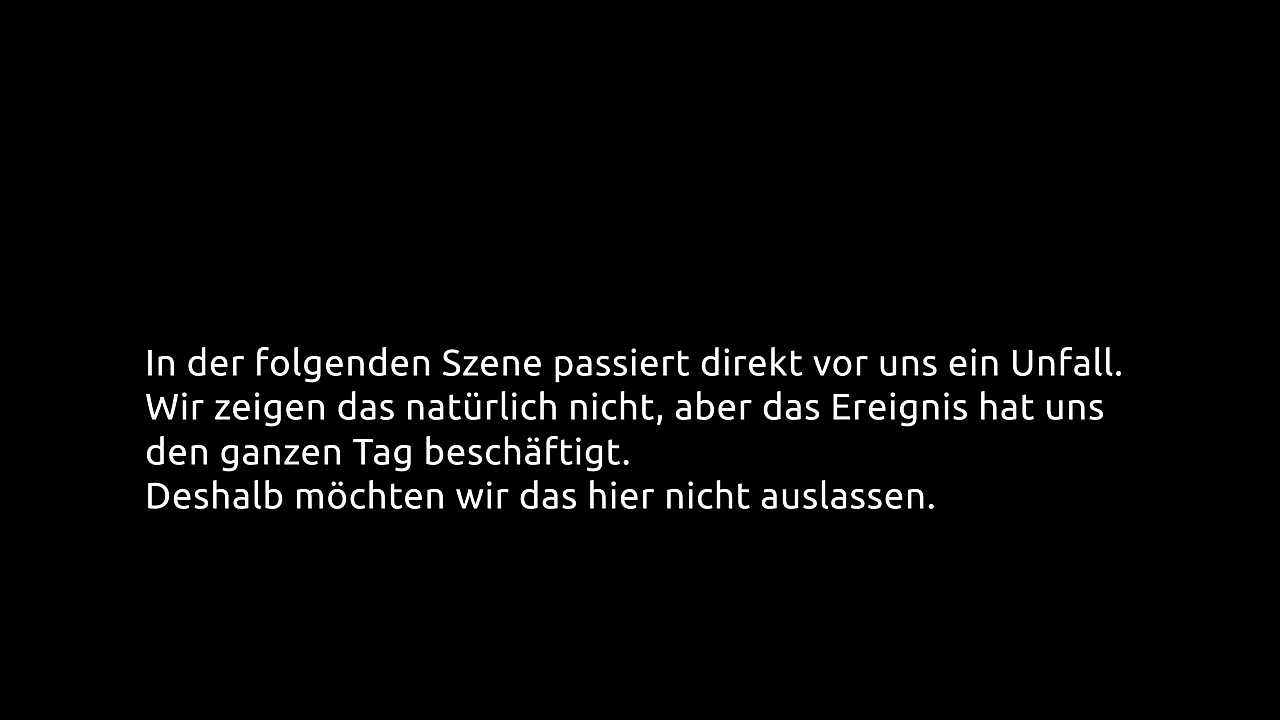 In der folgenden Szene passiert direkt vor uns ein Unfall.
Wir zeigen das natürlich nicht, aber das Ereignis hat uns
den ganzen Tag beschäftigt.
Deshalb möchten wir das hier nicht auslassen.